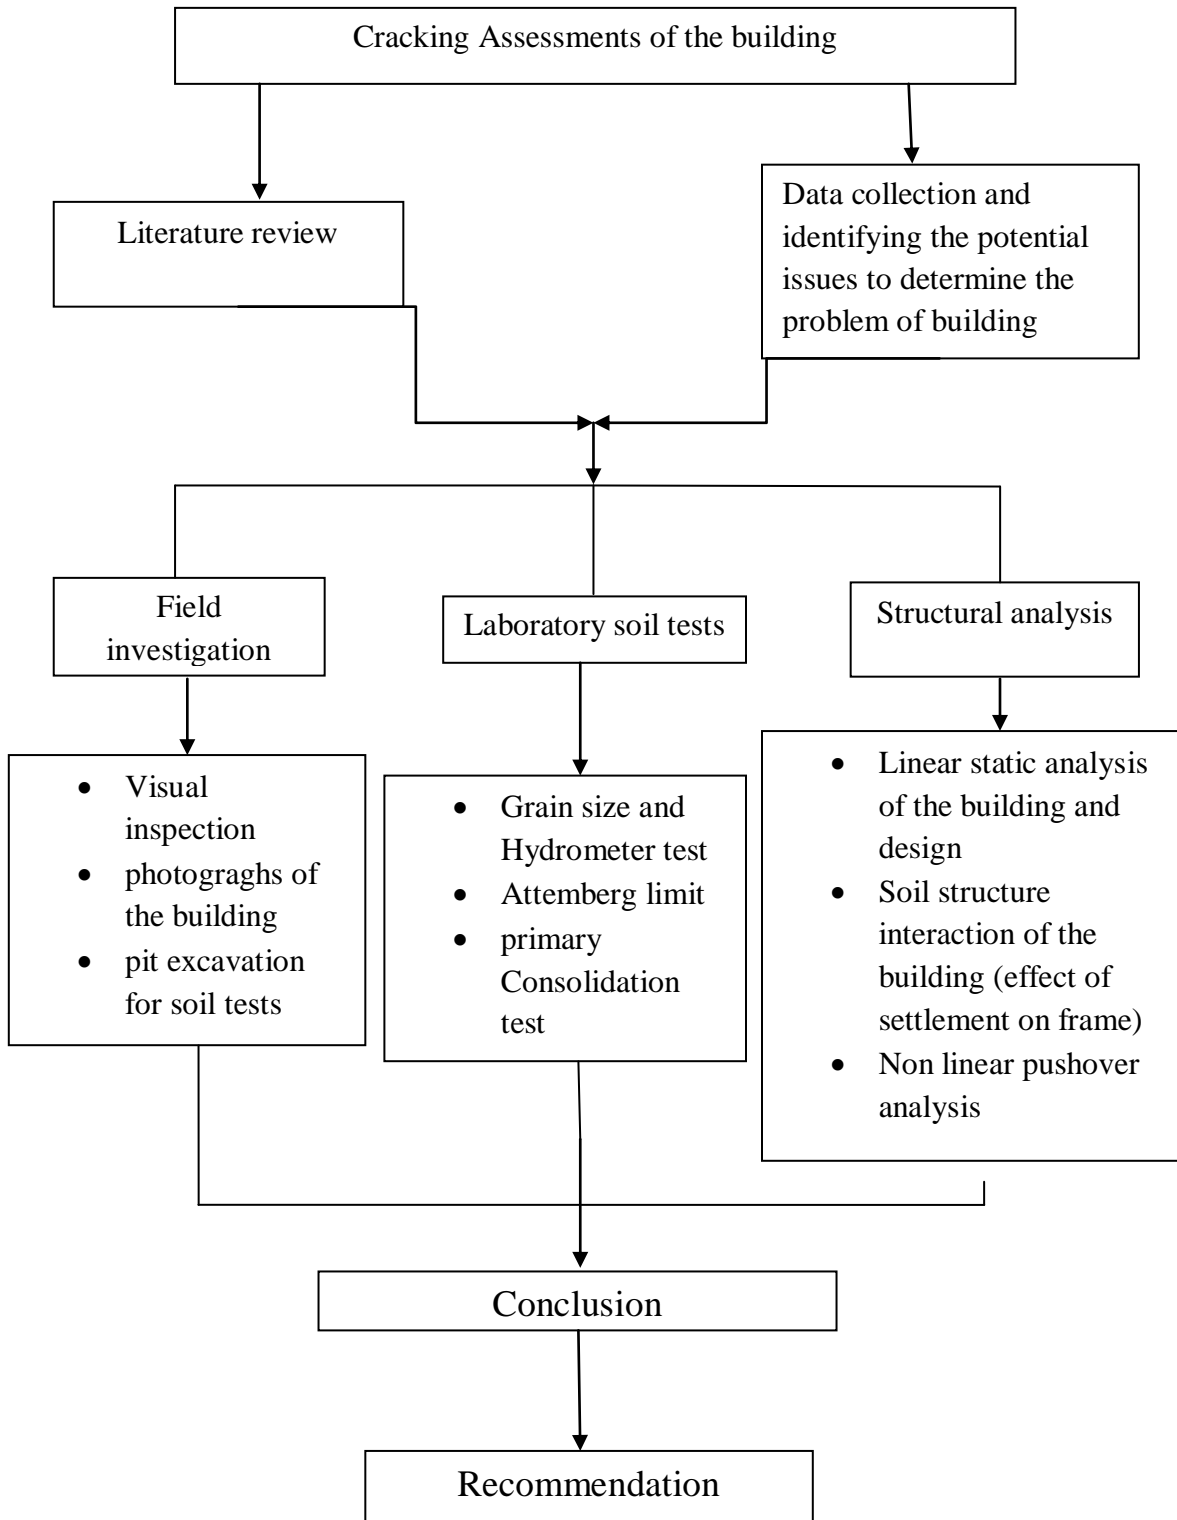 Cracking Assessments of the building
Literature review
Data collection and
identifying the potential
issues to determine the
problem of building
Field
investigation
Laboratory soil tests
Structural analysis
• Visual
inspection
• photograghs of
the building
• pit excavation
for soil tests
• Grain size and
Hydrometer test
• Attemberg limit
• primary
Consolidation
test
• Linear static analysis
of the building and
design
• Soil structure
interaction of the
building (effect of
settlement on frame)
• Non linear pushover
analysis
Conclusion
Recommendation